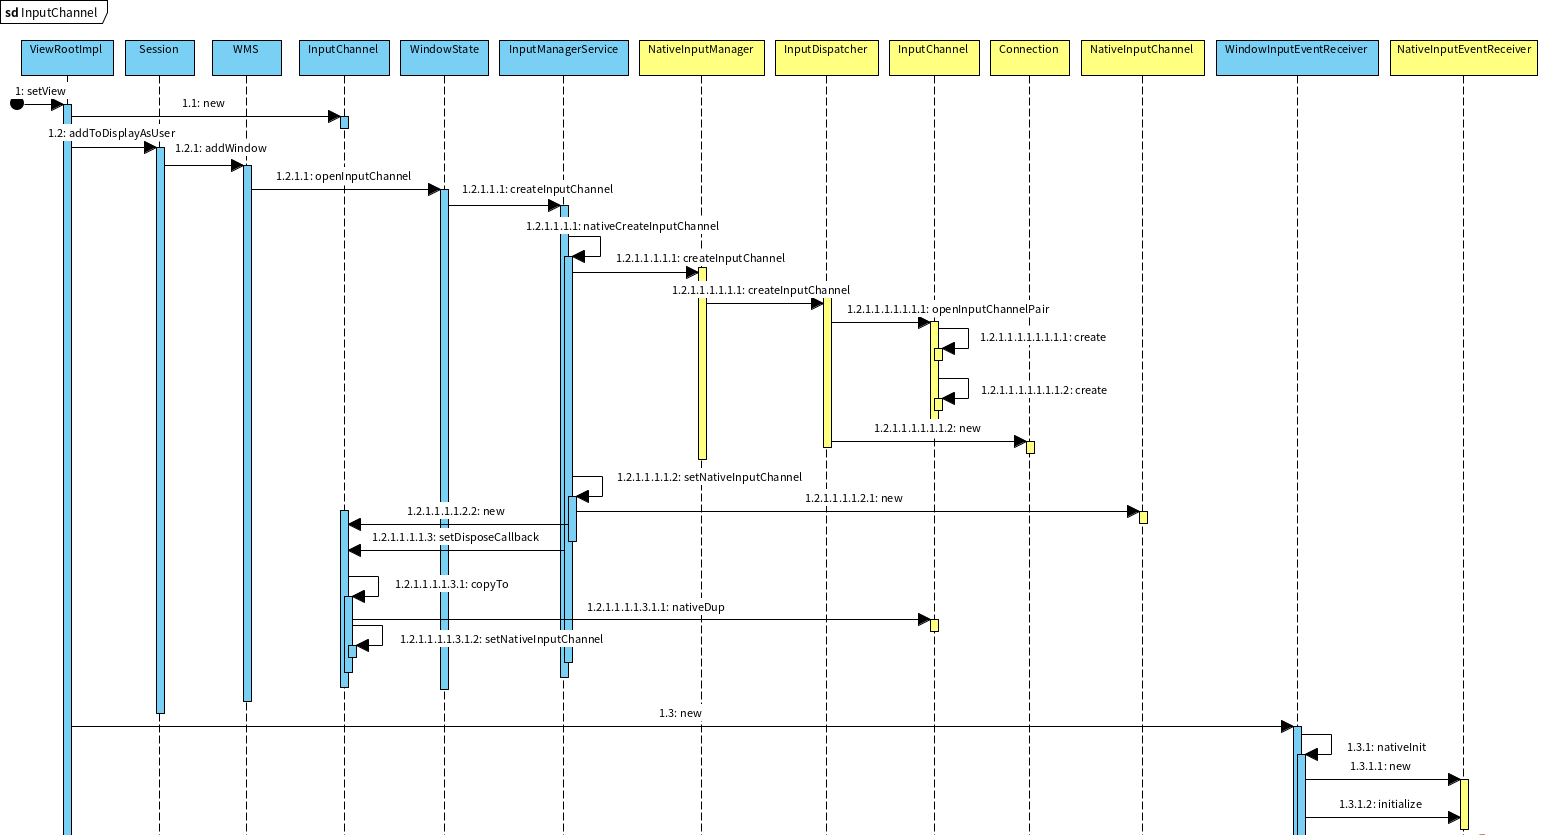 sd InputChannel
ViewRootImpl
Session
WMS
InputChannel
WindowState
InputManagerService
NativeInputManager
InputDispatcher
InputChannel
Connection
NativeInputChannel
WindowInputEventReceiver
NativeInputEventReceiver
1: setView
1.1: new
1.2: addToDisplayAsUser
1.2.1: addWindow
1.2.1.1: openInputChannel
1.2.1.1.1: createInputChannel
1.2.1.1.1.1: nativeCreateInputChannel
1.2.1.1.1.1.1: createInputChannel
1.2.1.1.1.1.1.1: createInputChannel
1.2.1.1.1.1.1.1.1: openInputChannelPair
1.2.1.1.1.1.1.1.1.1: create
1.2.1.1.1.1.1.1.1.2: create
1.2.1.1.1.1.1.1.2: new
1.2.1.1.1.1.2: setNativeInputChannel
1.2.1.1.1.1.2.1: new
1.2.1.1.1.1.2.2: new
1.2.1.1.1.1.3: setDisposeCallback
1.2.1.1.1.1.3.1: copyTo
1.2.1.1.1.1.3.1.1: nativeDup
1.2.1.1.1.1.3.1.2: setNativeInputChannel
1.3: new
1.3.1: nativeInit
1.3.1.1: new
1.3.1.2: initialize